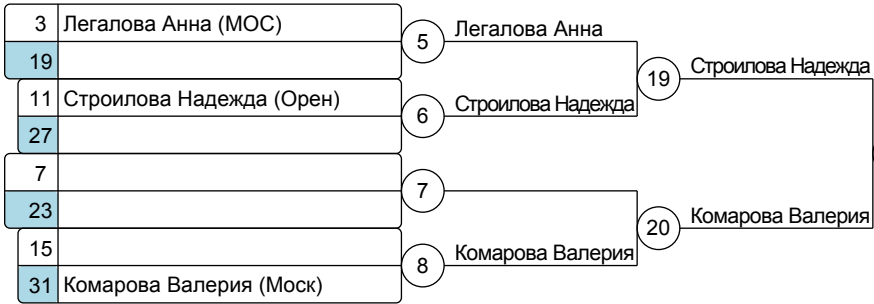 3 Легалова Анна (МОС)
5 Легалова Анна
19
19 Строилова Надежда
11 Строилова Надежда (Орен)
6 Строилова Надежда
27
7
7
23
20 Комарова Валерия
15
8 Комарова Валерия
31 Комарова Валерия (Моск)